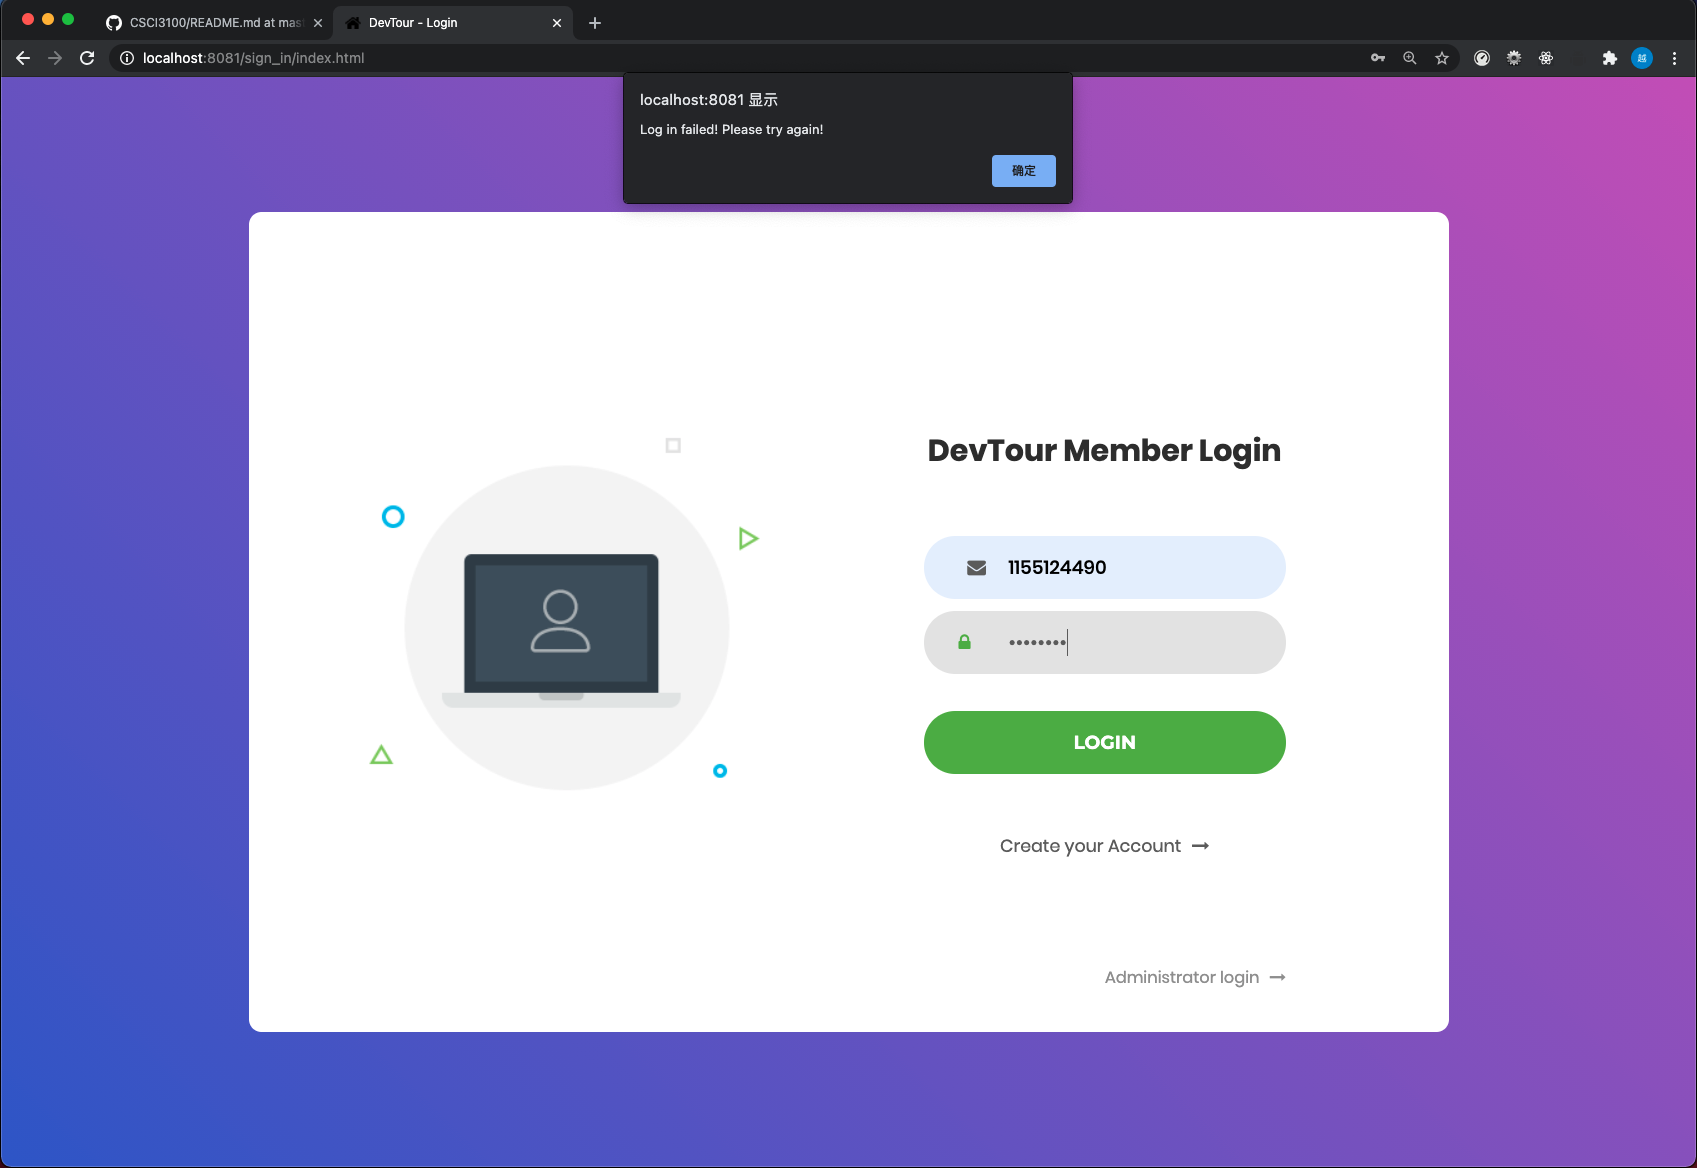 CSCI3100/README.md at mas
DevTour - Login
localhost:8081/sign_in/index.html
越
localhost:8081 显示
Log in failed! Please try again!
确定
DevTour Member Login
1155124490
••••••••
LOGIN
Create your Account
Administrator login